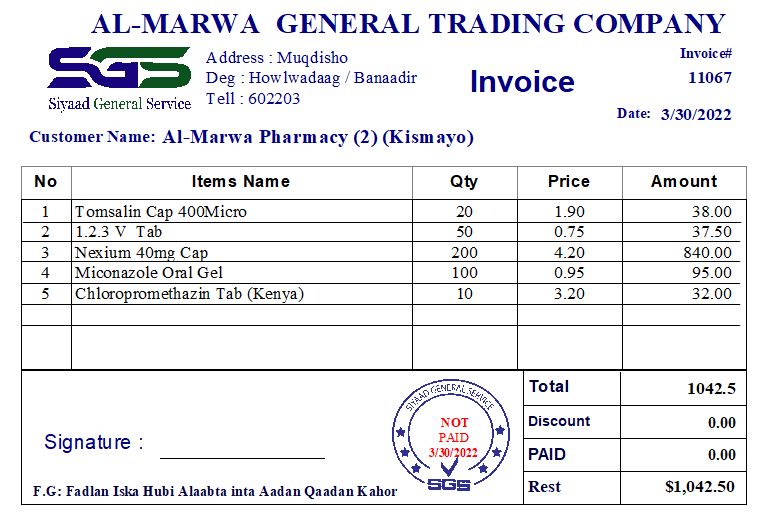 AL-MARWA GENERAL TRADING COMPANY
SGS
Siyaad General Service
Address : Muqdisho
Deg : Howlwadaag / Banaadir
Tell : 602203
Invoice
Invoice#
11067
Date: 3/30/2022
Customer Name: Al-Marwa Pharmacy (2) (Kismayo)
No Items Name Qty Price Amount
1 Tomsalin Cap 400Micro 20 1.90 38.00
2 1.2.3 V Tab 50 0.75 37.50
3 Nexium 40mg Cap 200 4.20 840.00
4 Miconazole Oral Gel 100 0.95 95.00
5 Chloropromethazin Tab (Kenya) 10 3.20 32.00
Total 1042.5
Discount 0.00
PAID 0.00
Rest $1,042.50
SIYAAD GENERAL SERVICE
NOT
PAID
3/30/2022
SGS
Signature :
F.G: Fadlan Iska Hubi Alaabta inta Aadan Qaadan Kahor